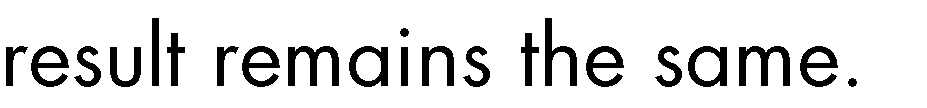 result remains the same.